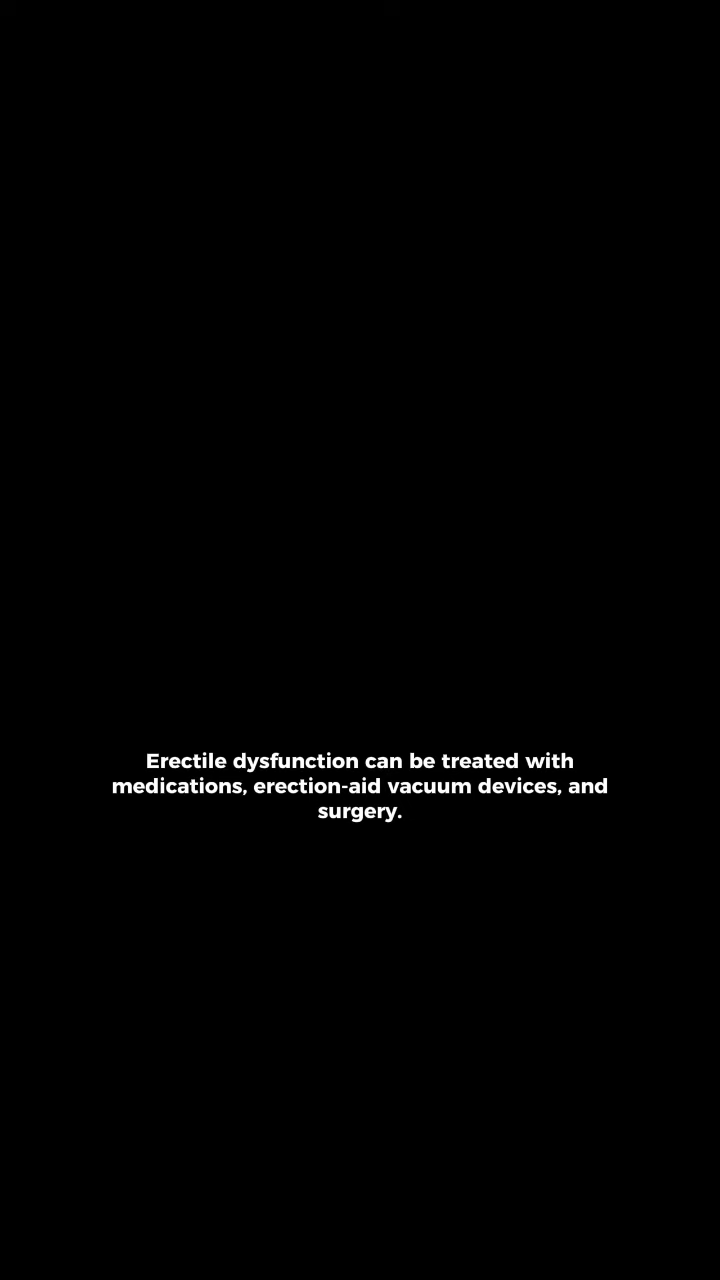 Erectile dysfunction can be treated with
medications, erection-aid vacuum devices, and
surgery.